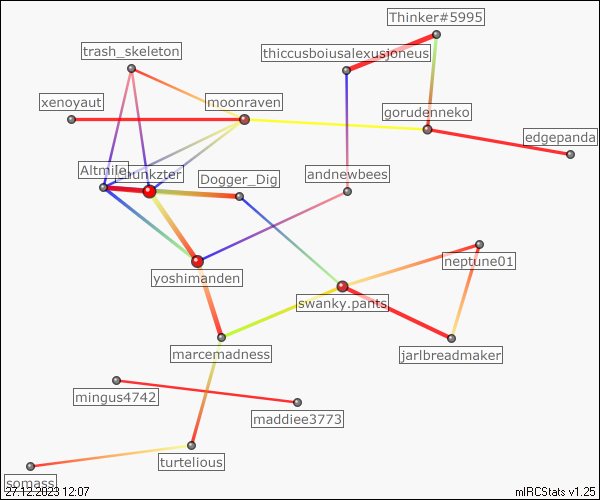 Thinker#5995
trash_skeleton
thiccusboiusalexusjoneus
xenoyaut
moonraven
gorudenneko
edgepanda
Altmile
Dogger_Dig
andnewbees
neptune01
yoshimanden
swanky.pants
marcemadness
jarlbreadmaker
mingus4742
maddiee3773
turtelious
somass
27.12.2023 12:07
mIRCStats v1.25